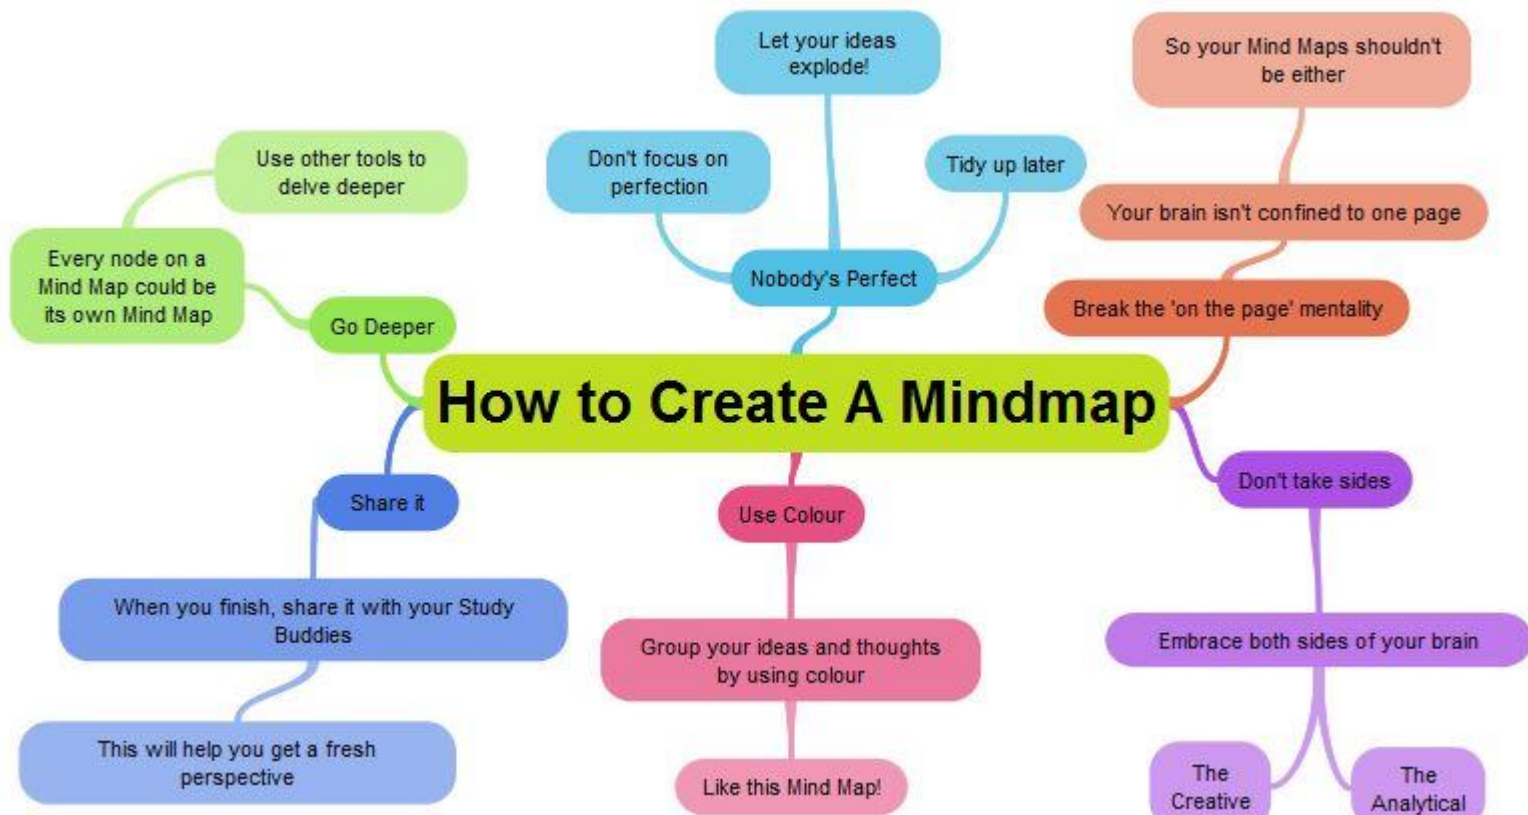 Let your ideas
explode!
So your Mind Maps shouldn't
be either
Use other tools to
delve deeper
Don't focus on
perfection
Tidy up later
Your brain isn't confined to one page
Every node on a
Mind Map could be
its own Mind Map
Nobody's Perfect
Break the 'on the page' mentality
Go Deeper
How to Create A Mindmap
Share it
Use Colour
Don't take sides
When you finish, share it with your Study
Buddies
Group your ideas and thoughts
by using colour
Embrace both sides of your brain
This will help you get a fresh
perspective
Like this Mind Map!
The
Creative
The
Analytical